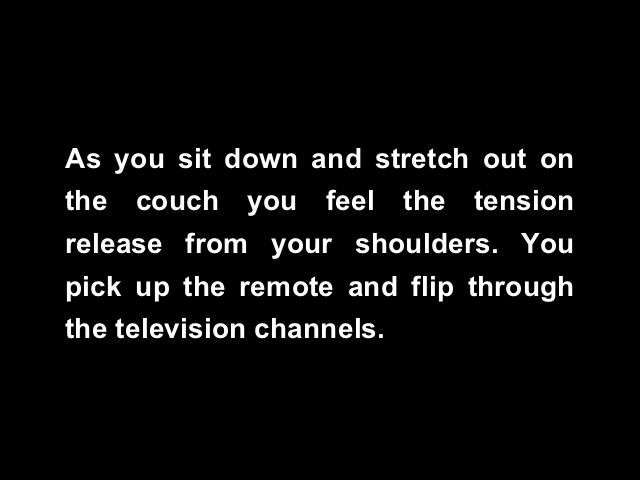 As you sit down and stretch out on
the couch you feel the tension
release from your shoulders. You
pick up the remote and flip through
the television channels.